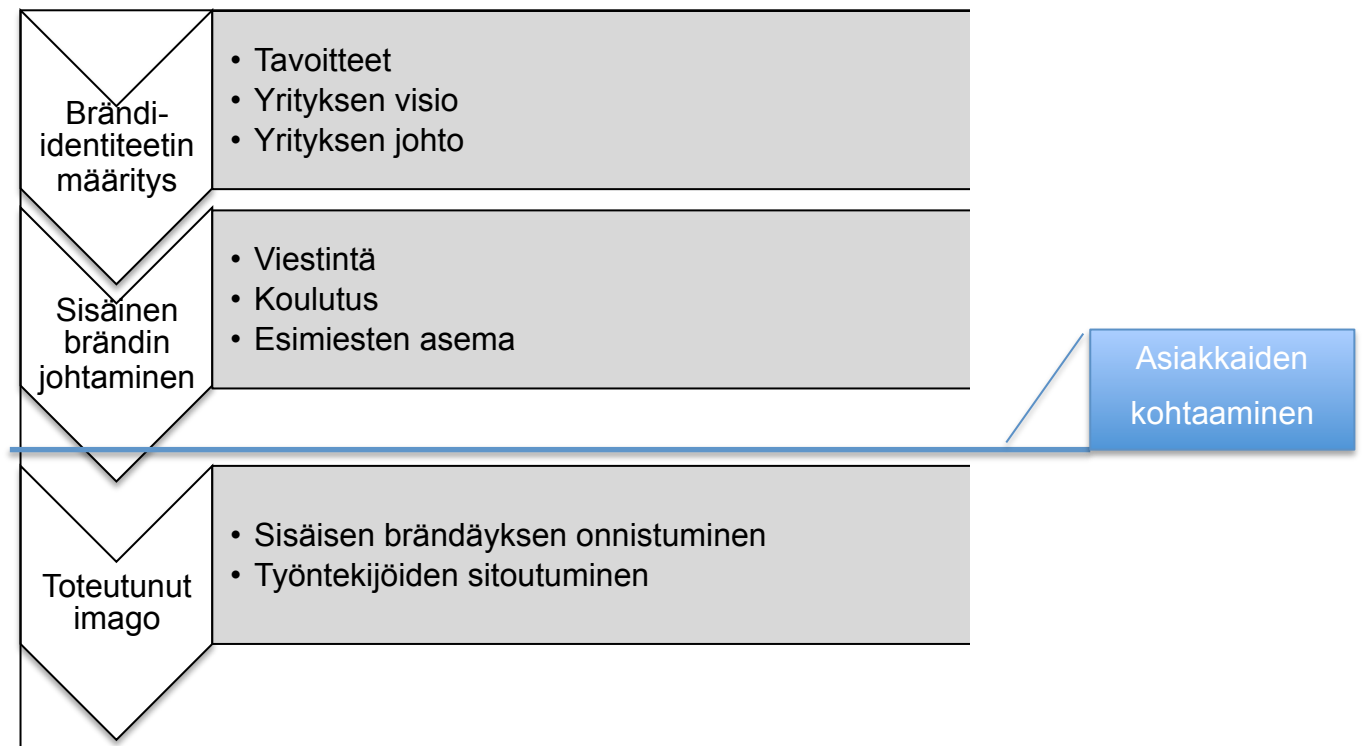 Brändi-
identiteetin
määritys
• Tavoitteet
• Yrityksen visio
• Yrityksen johto
Sisäinen
brändin
johtaminen
• Viestintä
• Koulutus
• Esimiesten asema
Asiakkaiden
kohtaaminen
Toteutunut
imago
• Sisäisen brändäyksen onnistuminen
• Työntekijöiden sitoutuminen